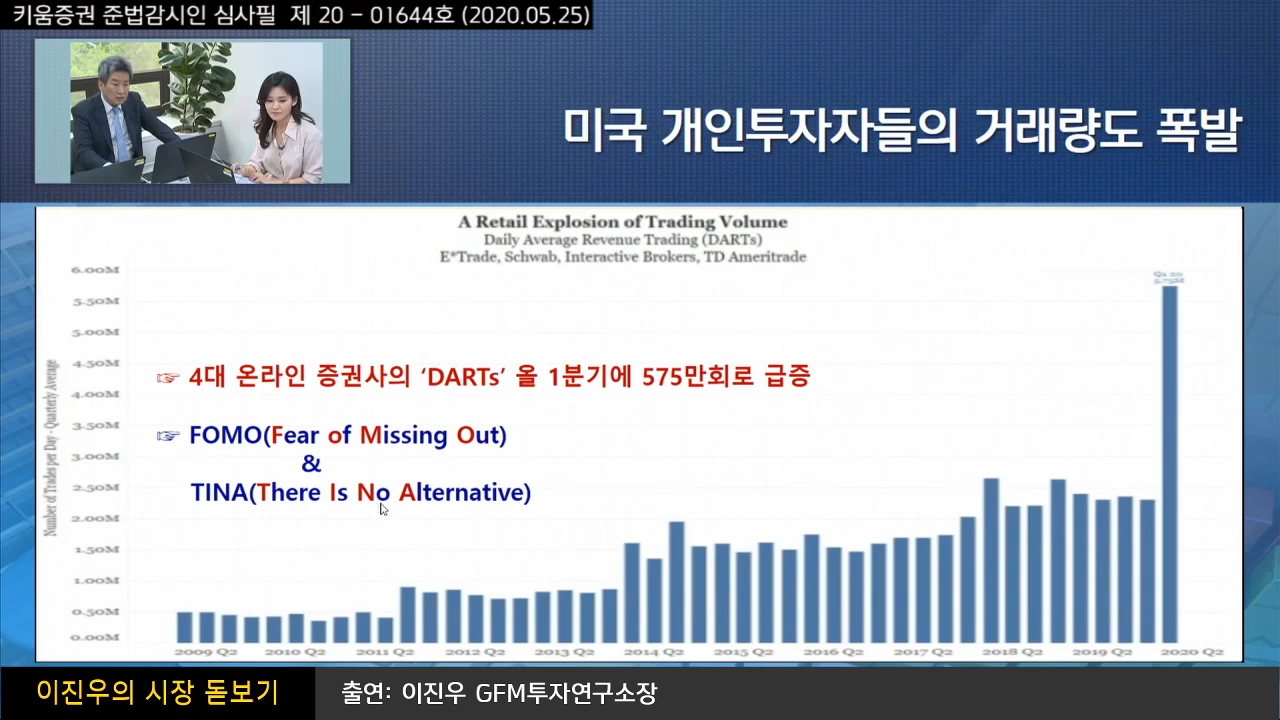 키움증권 준법감시인 심사필 제 20 - 01644호 (2020.05.25)
미국 개인투자자들의 거래량도 폭발
A Retail Explosion of Trading Volume
Daily Average Revenue Trading (DARTs)
E*Trade, Schwab, Interactive Brokers, TD Ameritrade
Number of Trades per Day - Quarterly Average
6.00M
5.50M
5.00M
4.50M
4.00M
3.50M
3.00M
2.50M
2.00M
1.50M
1.00M
0.50M
0.00M
5.75M
☞ 4대 온라인 증권사의 ‘DARTs’ 올 1분기에 575만회로 급증
☞ FOMO(Fear of Missing Out)
&
TINA(There Is No Alternative)
2009 Q2 2010 Q2 2011 Q2 2012 Q2 2013 Q2 2014 Q2 2015 Q2 2016 Q2 2017 Q2 2018 Q2 2019 Q2 2020 Q2
이진우의 시장 돋보기
출연: 이진우 GFM투자연구소장